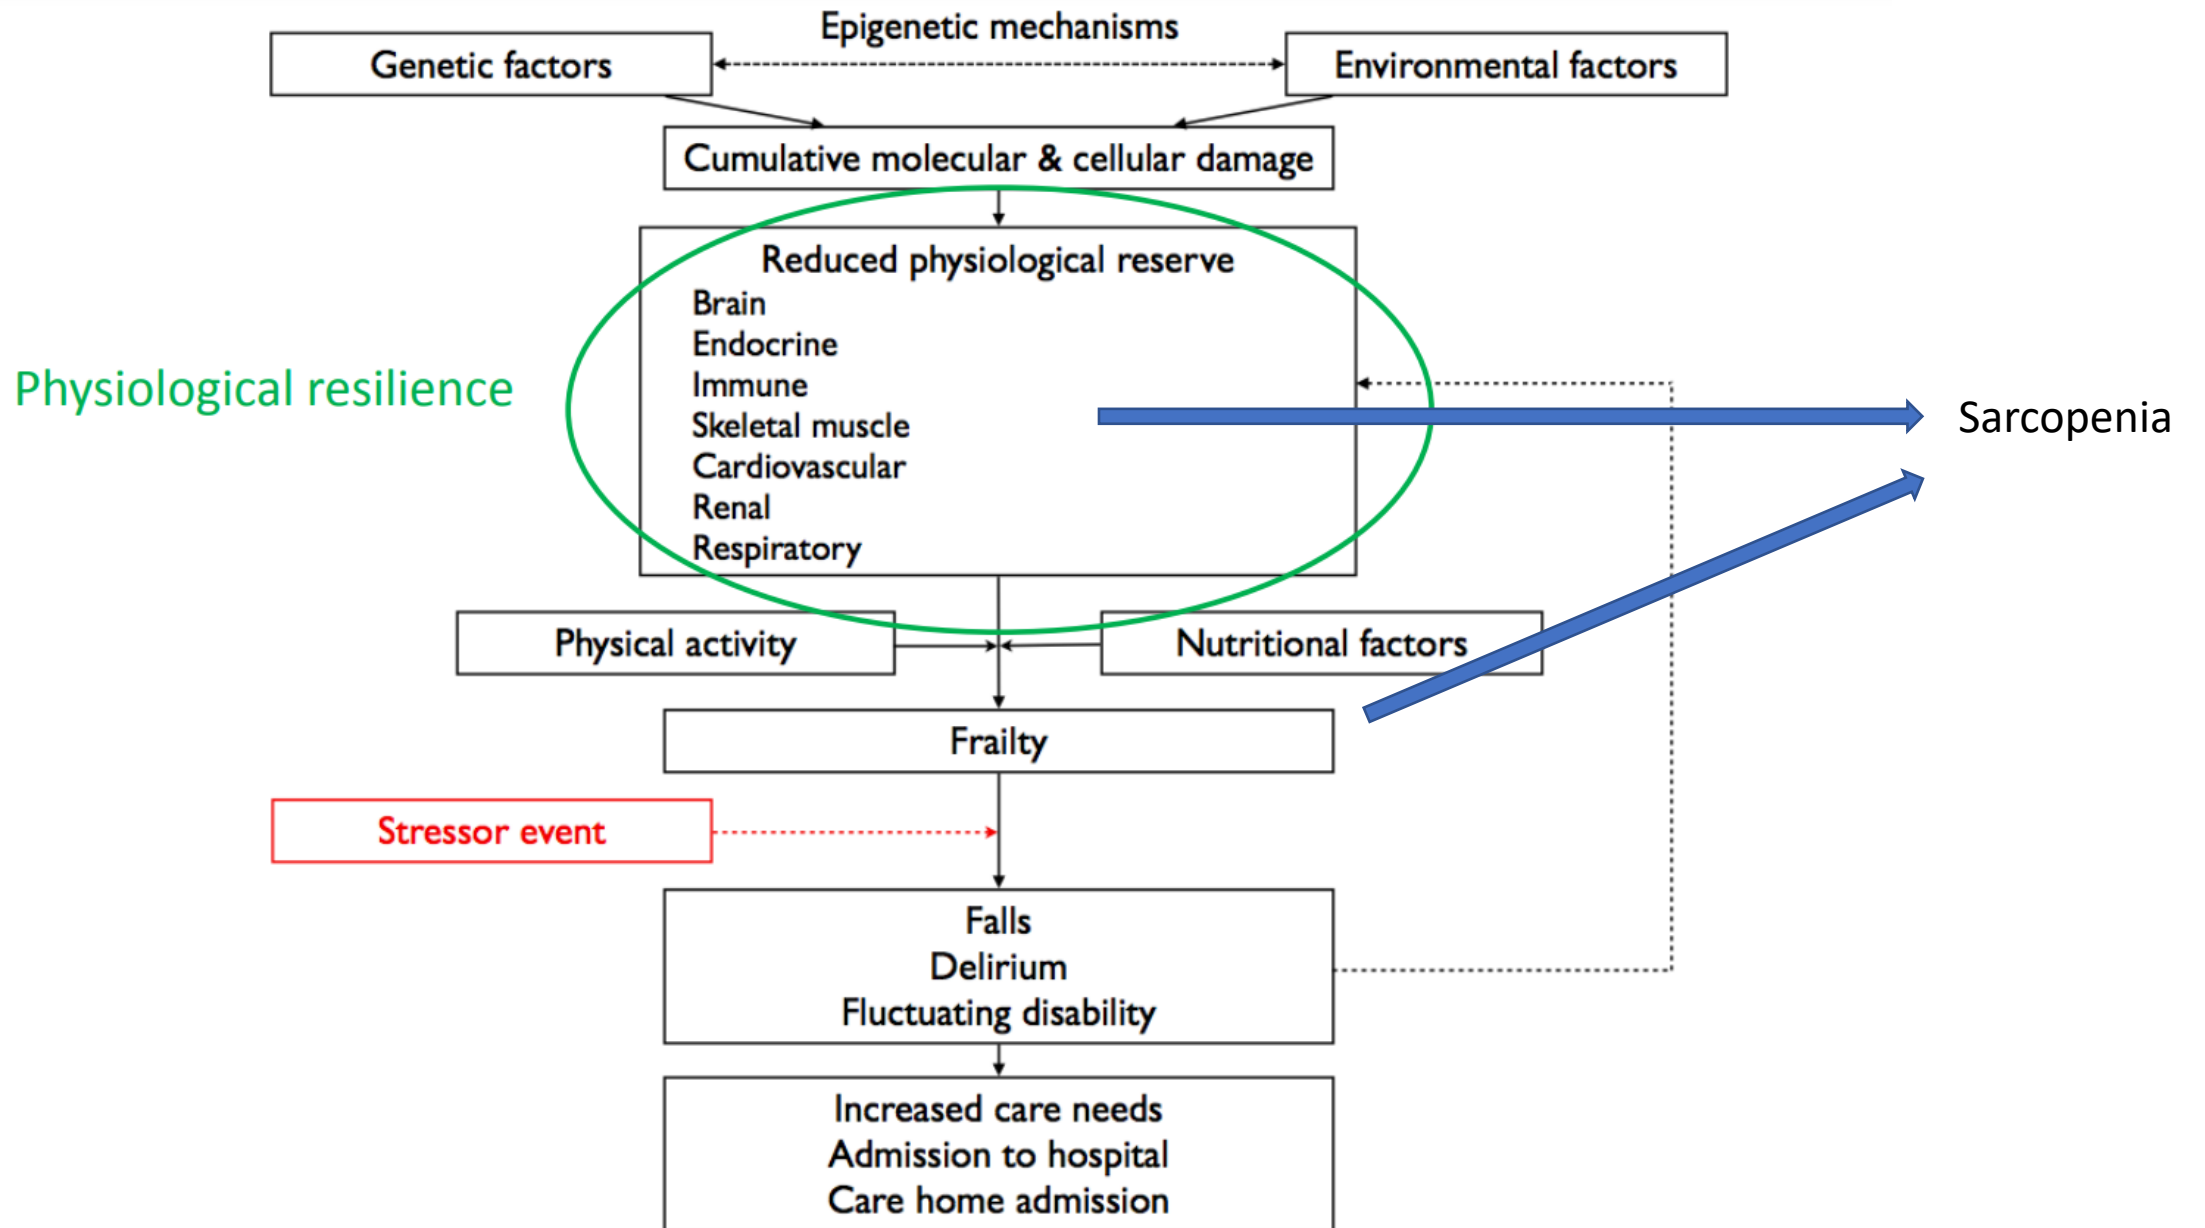 Epigenetic mechanisms
Genetic factors
Environmental factors
Cumulative molecular & cellular damage
Reduced physiological reserve
Brain
Endocrine
Immune
Skeletal muscle
Cardiovascular
Renal
Respiratory
Physiological resilience
Sarcopenia
Physical activity
Nutritional factors
Frailty
Stressor event
Falls
Delirium
Fluctuating disability
Increased care needs
Admission to hospital
Care home admission